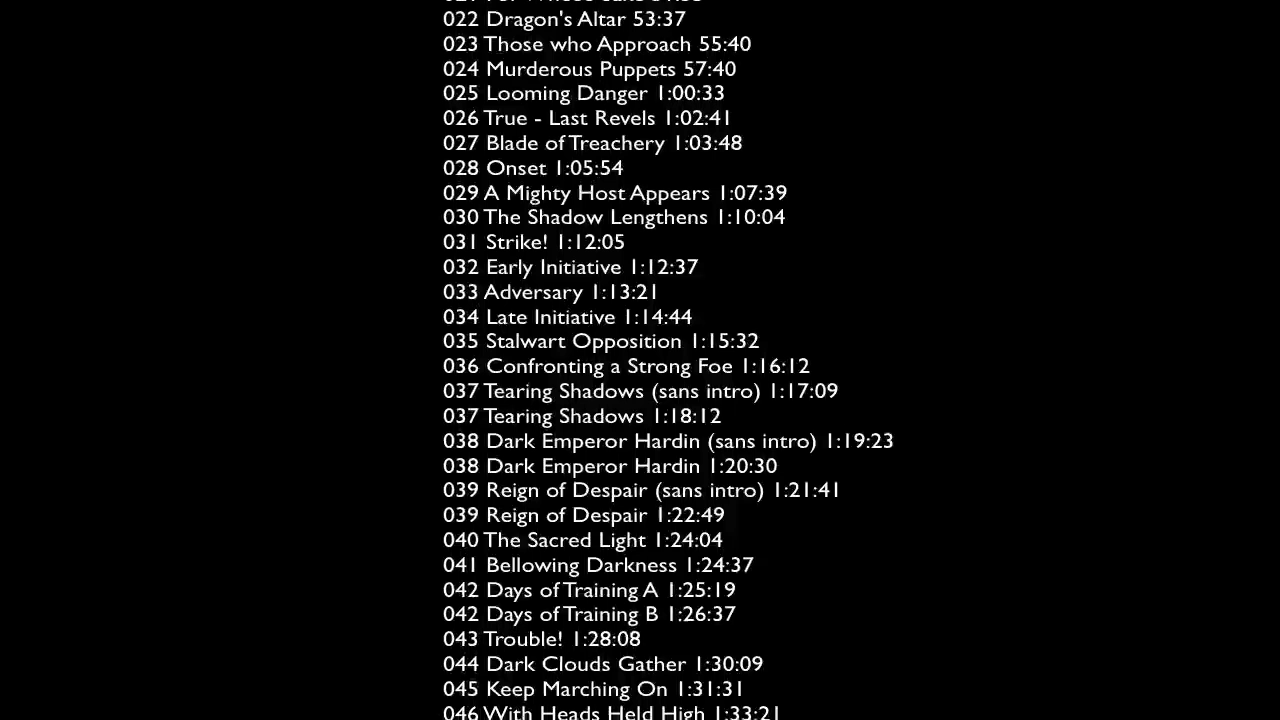 022 Dragon's Altar 53:37
023 Those who Approach 55:40
024 Murderous Puppets 57:40
025 Looming Danger 1:00:33
026 True - Last Revels 1:02:41
027 Blade of Treachery 1:03:48
028 Onset 1:05:54
029 A Mighty Host Appears 1:07:39
030 The Shadow Lengthens 1:10:04
031 Strike! 1:12:05
032 Early Initiative 1:12:37
033 Adversary 1:13:21
034 Late Initiative 1:14:44
035 Stalwart Opposition 1:15:32
036 Confronting a Strong Foe 1:16:12
037 Tearing Shadows (sans intro) 1:17:09
037 Tearing Shadows 1:18:12
038 Dark Emperor Hardin (sans intro) 1:19:23
038 Dark Emperor Hardin 1:20:30
039 Reign of Despair (sans intro) 1:21:41
039 Reign of Despair 1:22:49
040 The Sacred Light 1:24:04
041 Bellowing Darkness 1:24:37
042 Days of Training A 1:25:19
042 Days of Training B 1:26:37
043 Trouble! 1:28:08
044 Dark Clouds Gather 1:30:09
045 Keep Marching On 1:31:31
046 With Heads Held High 1:33:21